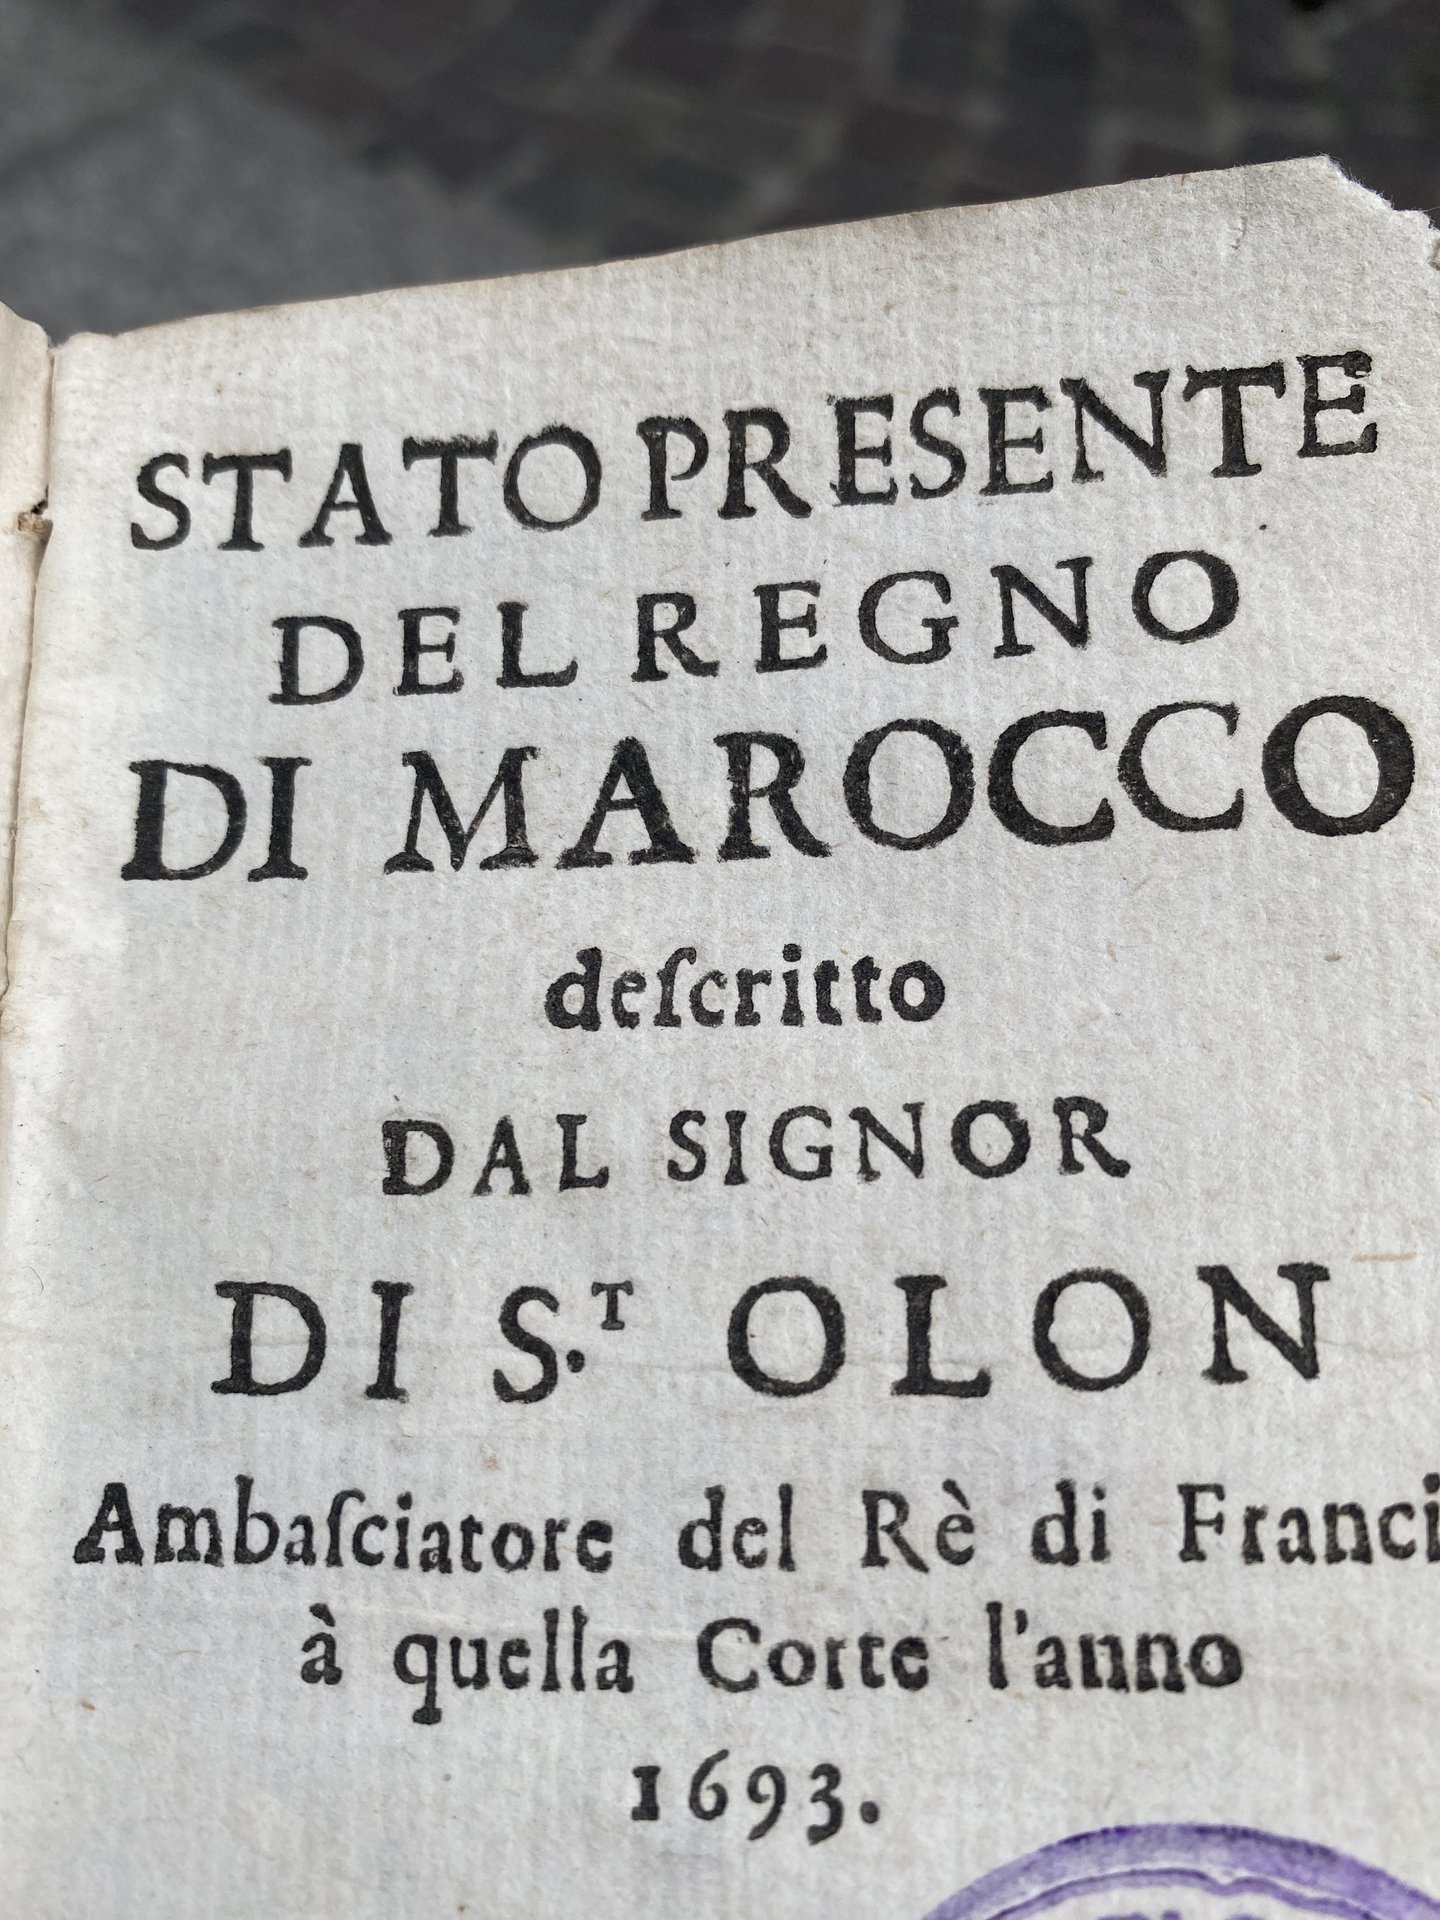 STATO PRESENTE
DEL REGNO
DI MAROCCO
deſcritto
DAL SIGNOR
DI S.T OLON
Ambaſciatore del Rè di Franci
à quella Corte l'anno
1693.